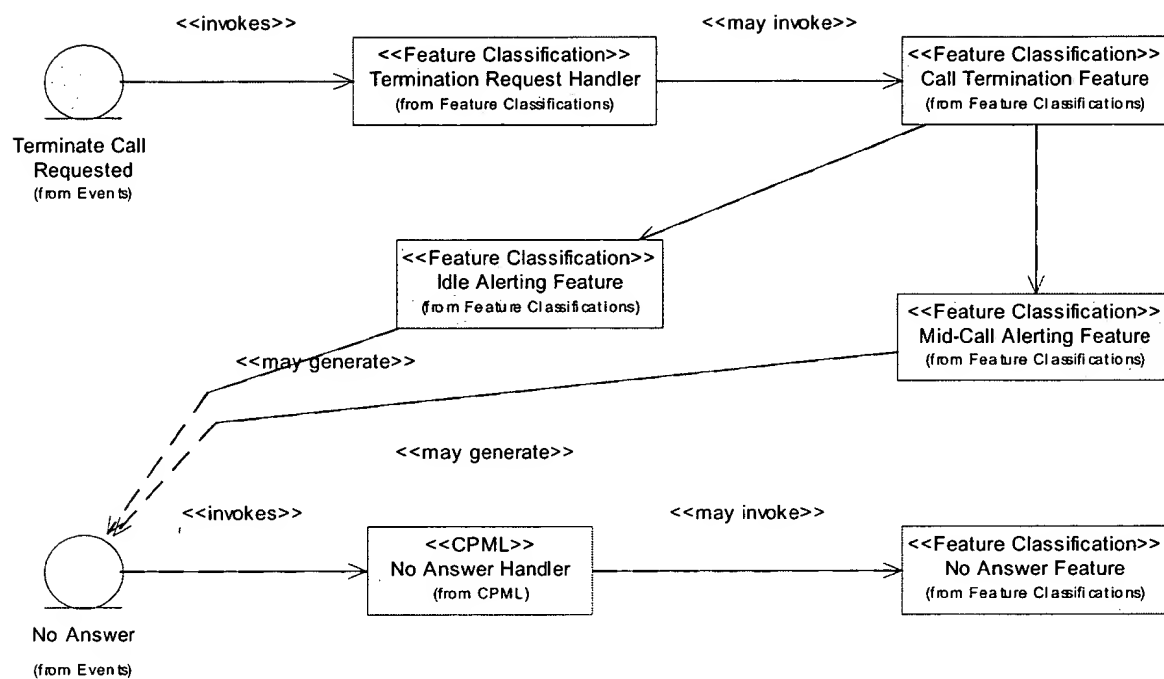 <<invokes>>
<<may invoke>>
<<Feature Classification>>
Termination Request Handler
(from Feature Classifications)
<<Feature Classification>>
Call Termination Feature
(from Feature Classifications)
Terminate Call
Requested
(from Events)
<<Feature Classification>>
Idle Alerting Feature
(from Feature Classifications)
<<Feature Classification>>
Mid-Call Alerting Feature
(from Feature Classifications)
<<may generate>>
<<may generate>>
<<invokes>>
<<may invoke>>
<<CPML>>
No Answer Handler
(from CPML)
<<Feature Classification>>
No Answer Feature
(from Feature Classifications)
No Answer
(from Events)